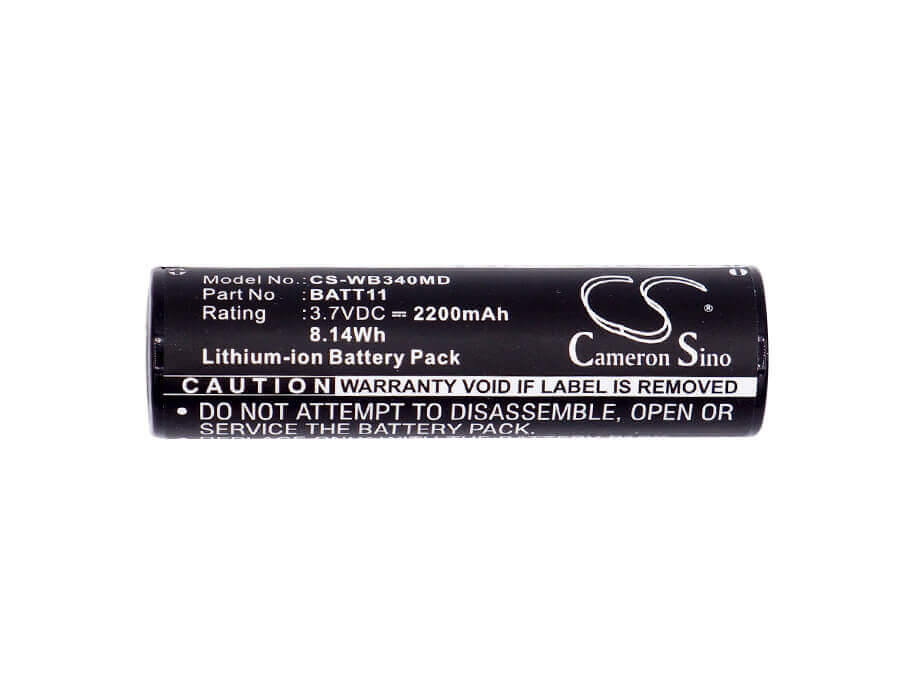 Model No.: CS-WB340MD
Part No : BATT11
Rating : 3.7VDC ⎓ 2200mAh
8.14Wh
Lithium-ion Battery Pack
CS ®
Cameron Sino
CAUTION WARRANTY VOID IF LABEL IS REMOVED
• DO NOT ATTEMPT TO DISASSEMBLE, OPEN OR
SERVICE THE BATTERY PACK.